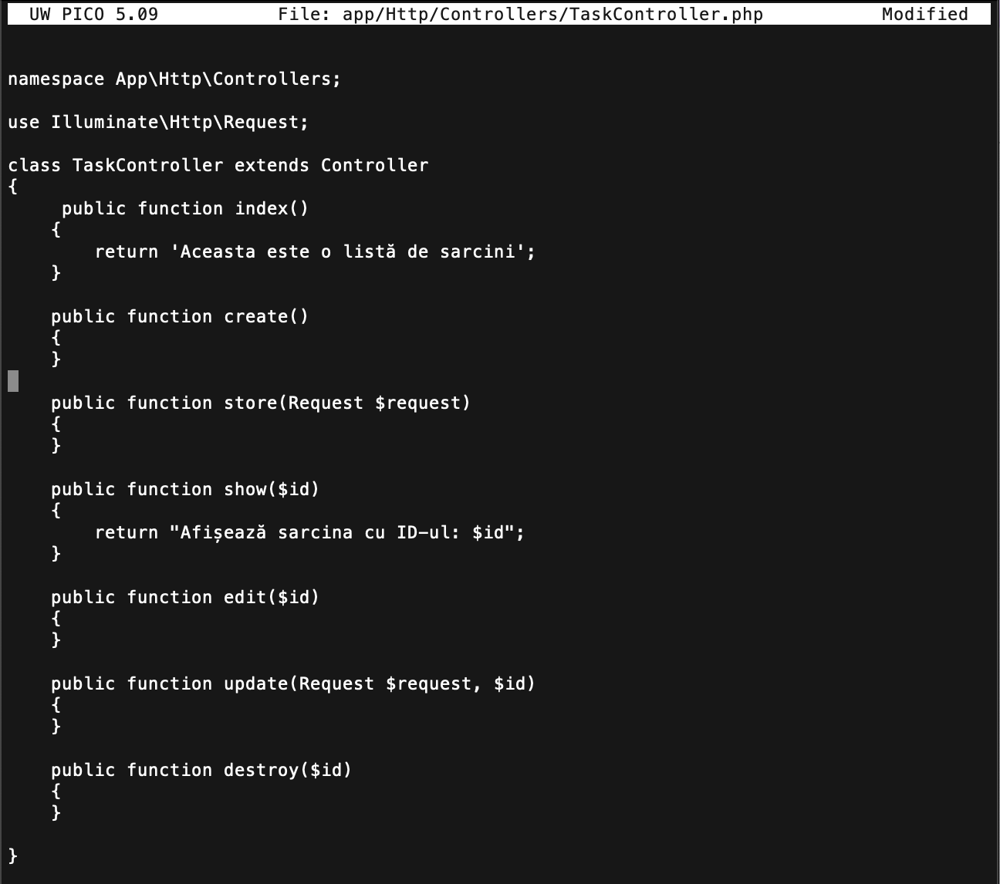 UW PICO 5.09 File: app/Http/Controllers/TaskController.php Modified
namespace App\Http\Controllers;
use Illuminate\Http\Request;
class TaskController extends Controller
{
     public function index()
    {
        return 'Aceasta este o listă de sarcini';
    }
    public function create()
    {
    }
    public function store(Request $request)
    {
    }
    public function show($id)
    {
        return "Afișează sarcina cu ID-ul: $id";
    }
    public function edit($id)
    {
    }
    public function update(Request $request, $id)
    {
    }
    public function destroy($id)
    {
    }
}